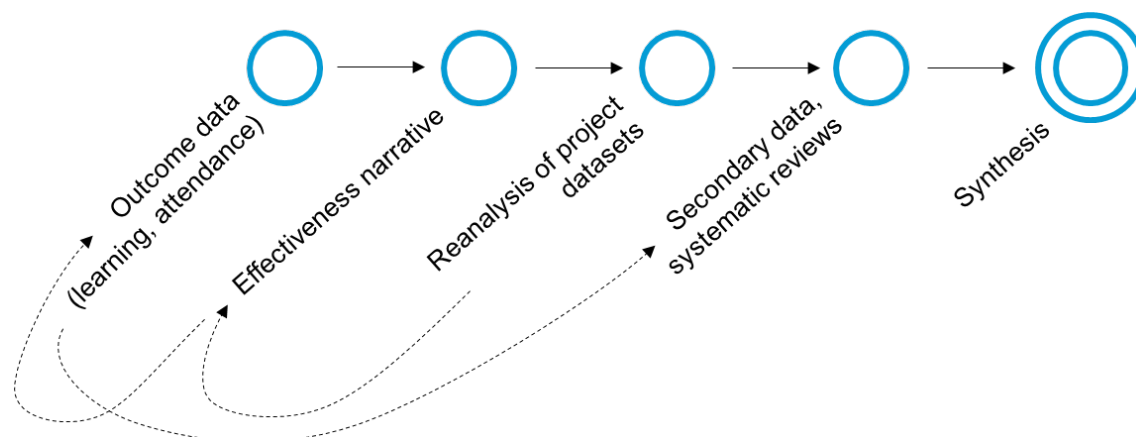 Outcome data
(learning, attendance)
Effectiveness narrative
Reanalysis of project
datasets
Secondary data,
systematic reviews
Synthesis